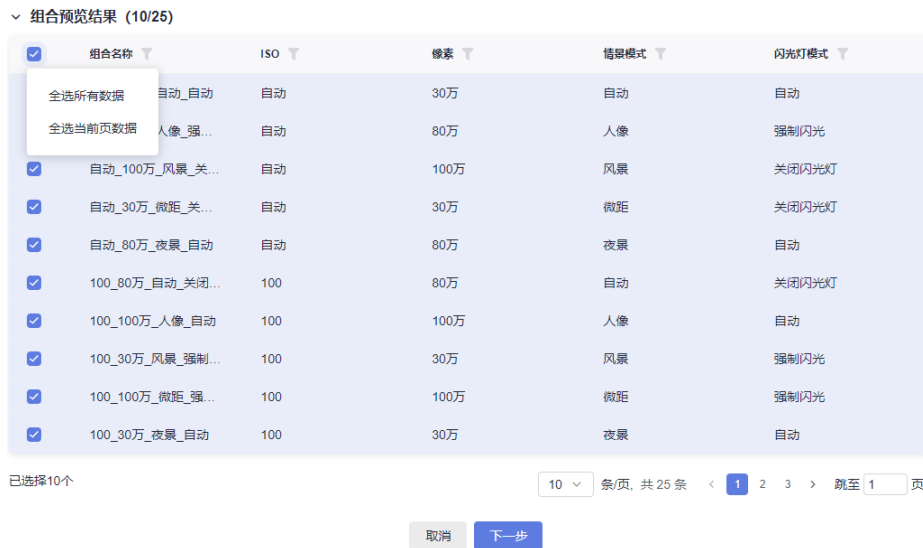 组合预览结果 (10/25)
组合名称 ISO 像素 情景模式 闪光灯模式
全选所有数据
全选当前页数据
自动_自动 自动 30万 自动 自动
人像_强... 自动 80万 人像 强制闪光
自动_100万_风景_关... 自动 100万 风景 关闭闪光灯
自动_30万_微距_关... 自动 30万 微距 关闭闪光灯
自动_80万_夜景_自动 自动 80万 夜景 自动
100_80万_自动_关闭... 100 80万 自动 关闭闪光灯
100_100万_人像_自动 100 100万 人像 自动
100_30万_风景_强制... 100 30万 风景 强制闪光
100_100万_微距_强... 100 100万 微距 强制闪光
100_30万_夜景_自动 100 30万 夜景 自动
已选择10个 10 条/页, 共 25 条 < 1 2 3 > 跳至 1 页
取消 下一步